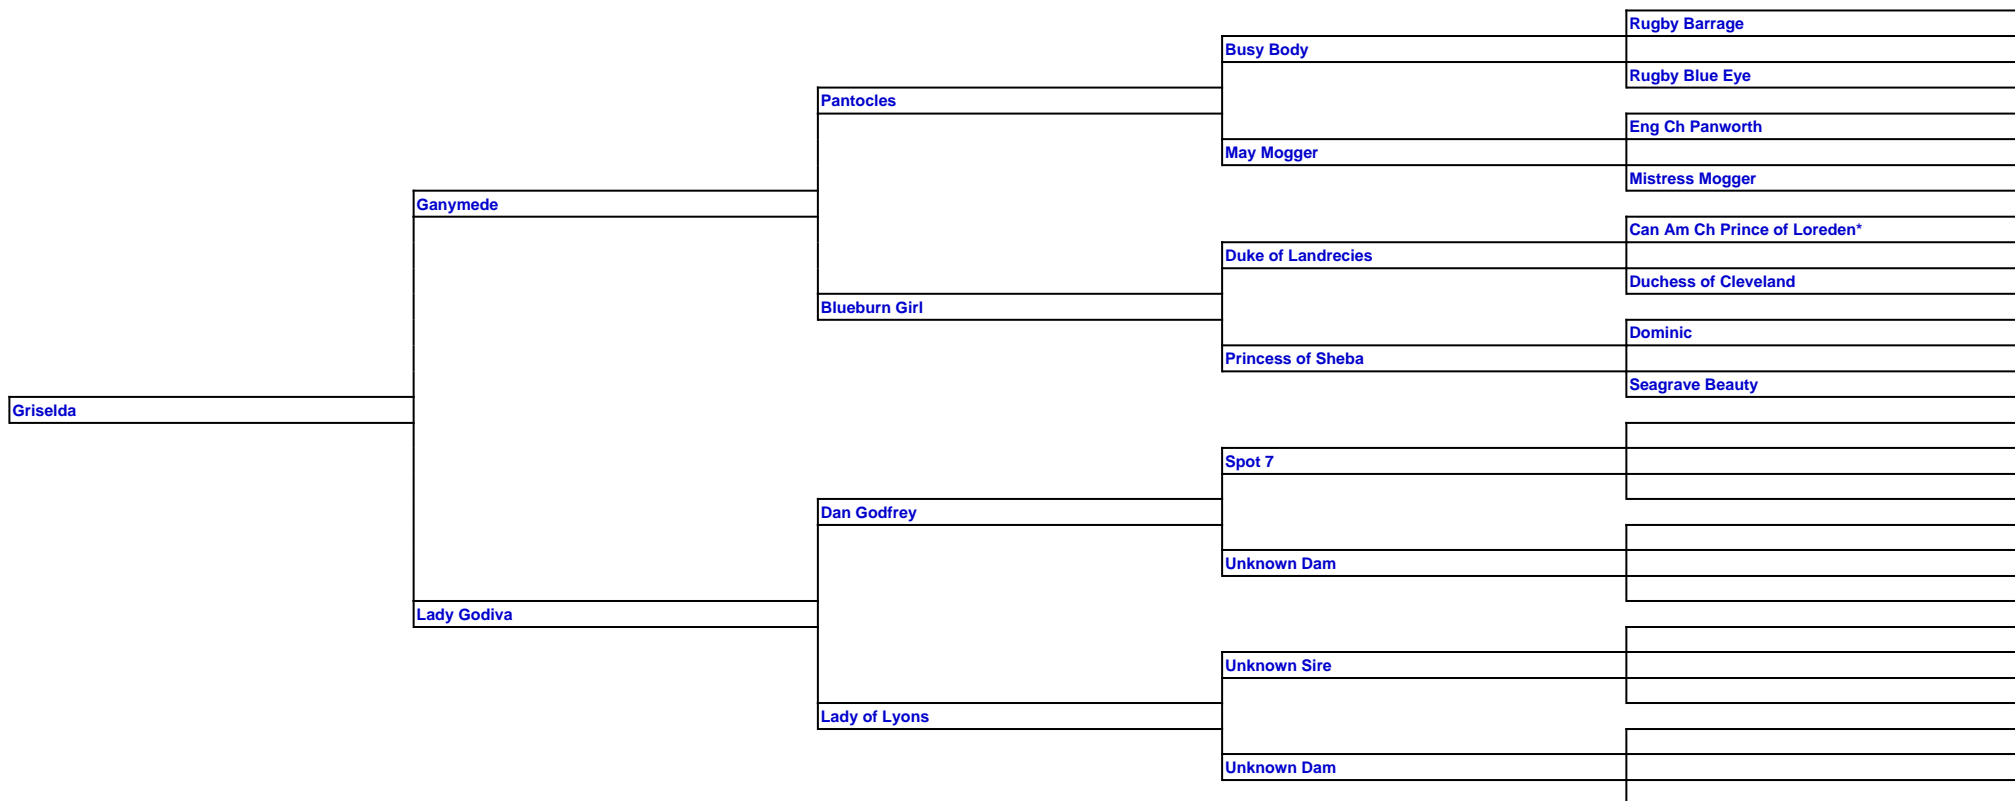 Rugby Barrage
Busy Body
Rugby Blue Eye
Pantocles
Eng Ch Panworth
May Mogger
Mistress Mogger
Ganymede
Can Am Ch Prince of Loreden*
Duke of Landrecies
Duchess of Cleveland
Blueburn Girl
Dominic
Princess of Sheba
Seagrave Beauty
Griselda
Spot 7
Dan Godfrey
Unknown Dam
Lady Godiva
Unknown Sire
Lady of Lyons
Unknown Dam